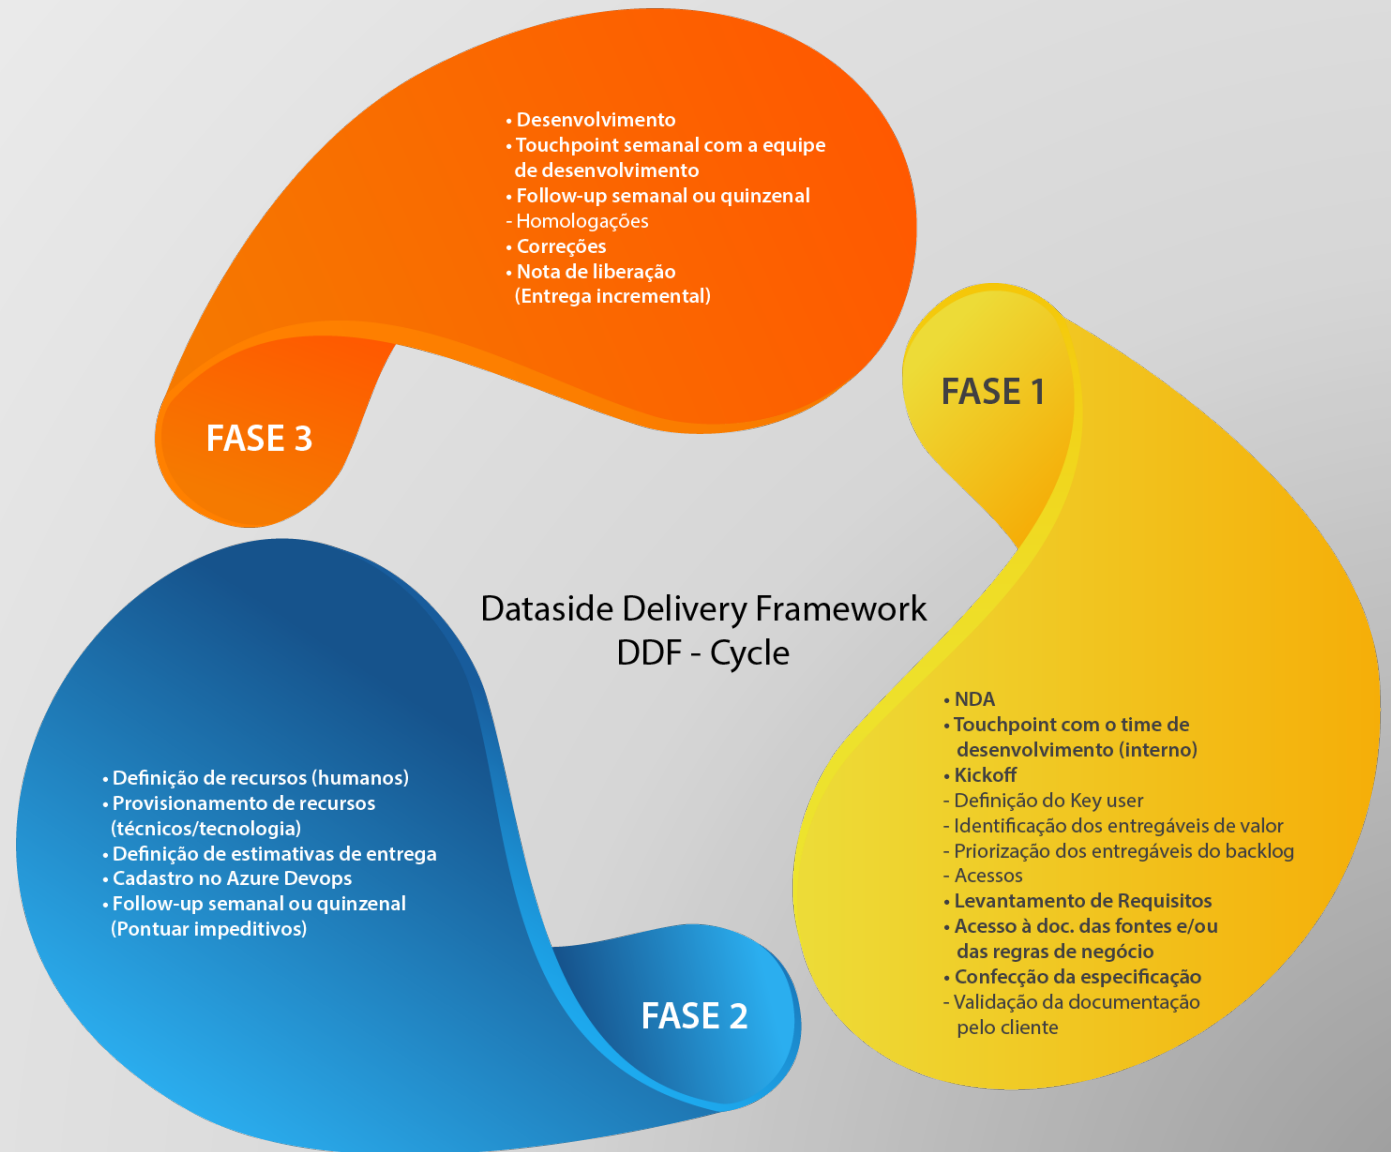 • Desenvolvimento
• Touchpoint semanal com a equipe
de desenvolvimento
• Follow-up semanal ou quinzenal
- Homologações
• Correções
• Nota de liberação
(Entrega incremental)
FASE 3
FASE 1
Dataside Delivery Framework
DDF - Cycle
• NDA
• Touchpoint com o time de
desenvolvimento (interno)
• Kickoff
- Definição do Key user
- Identificação dos entregáveis de valor
- Priorização dos entregáveis do backlog
- Acessos
• Levantamento de Requisitos
• Acesso à doc. das fontes e/ou
das regras de negócio
• Confecção da especificação
- Validação da documentação
pelo cliente
• Definição de recursos (humanos)
• Provisionamento de recursos
(técnicos/tecnologia)
• Definição de estimativas de entrega
• Cadastro no Azure Devops
• Follow-up semanal ou quinzenal
(Pontuar impeditivos)
FASE 2